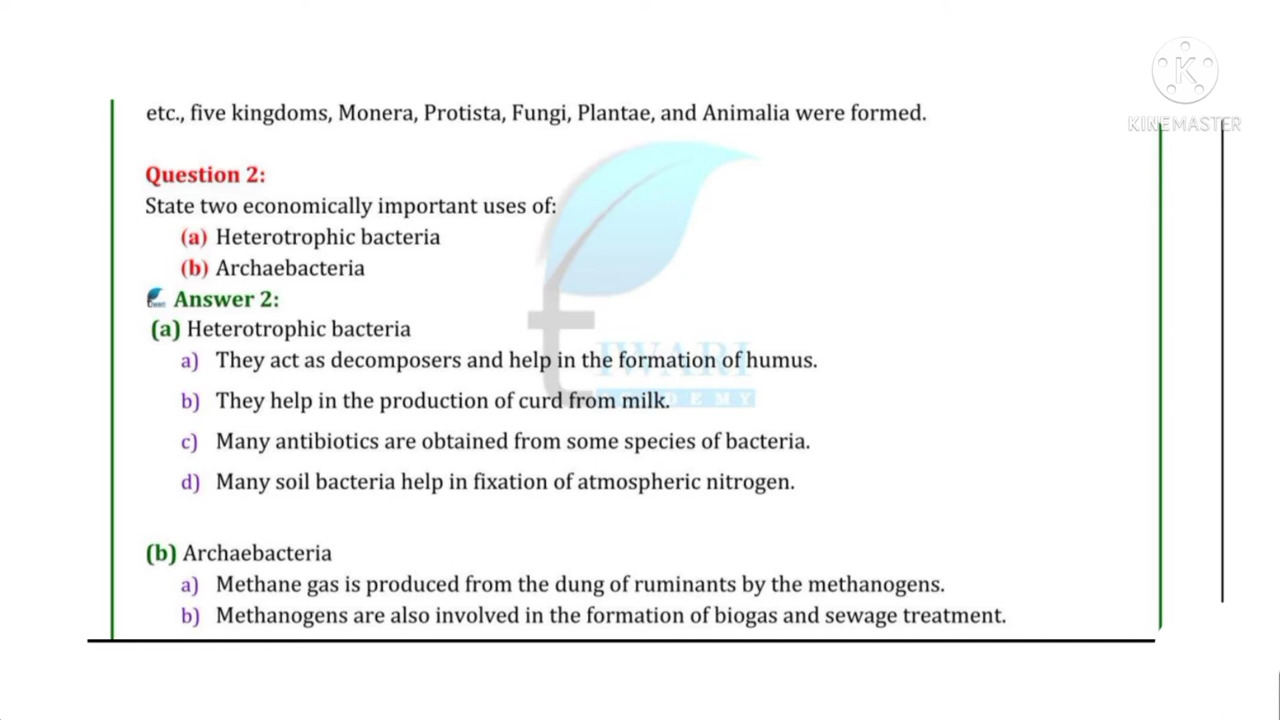 KINEMASTER
etc., five kingdoms, Monera, Protista, Fungi, Plantae, and Animalia were formed.
Question 2:
State two economically important uses of:
(a) Heterotrophic bacteria
(b) Archaebacteria
Answer 2:
(a) Heterotrophic bacteria
a) They act as decomposers and help in the formation of humus.
b) They help in the production of curd from milk.
c) Many antibiotics are obtained from some species of bacteria.
d) Many soil bacteria help in fixation of atmospheric nitrogen.
(b) Archaebacteria
a) Methane gas is produced from the dung of ruminants by the methanogens.
b) Methanogens are also involved in the formation of biogas and sewage treatment.